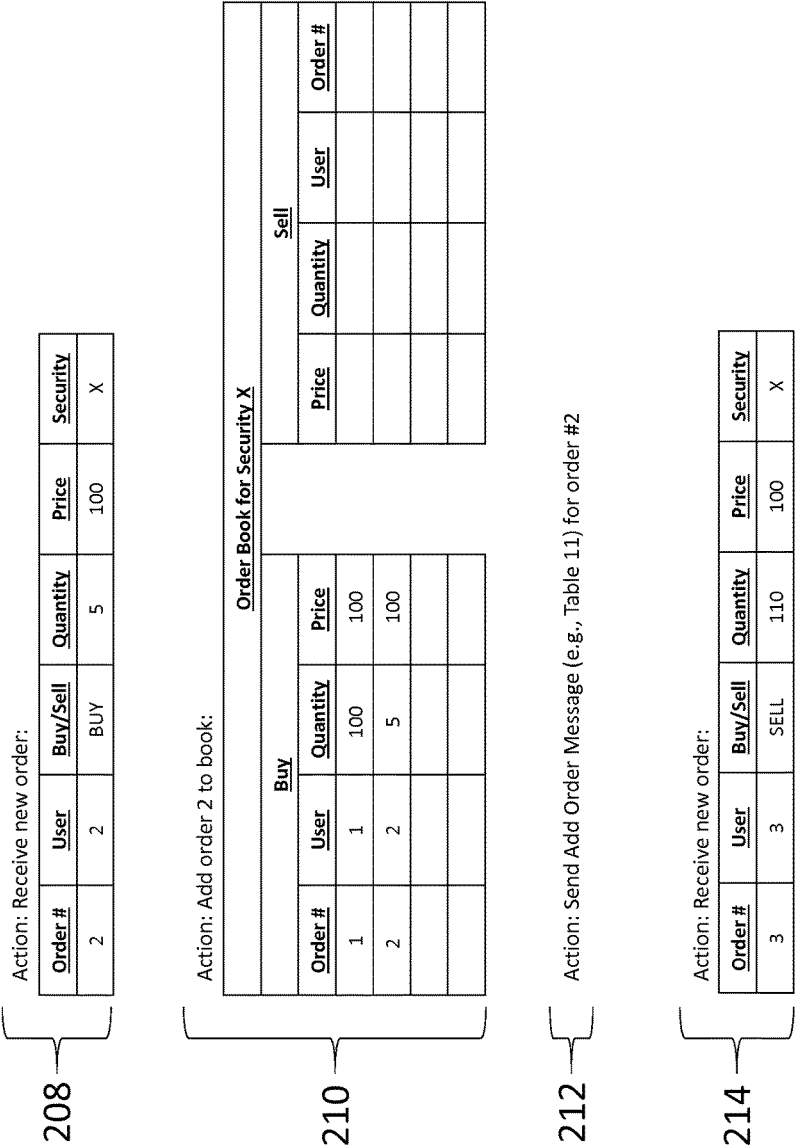 208
Action: Receive new order:
Order # User Buy/Sell Quantity Price Security
2 2 BUY 5 100 X
210
Action: Add order 2 to book:
Order Book for Security X
Buy Sell
Order # User Quantity Price Price Quantity User Order #
1 1 100 100
2 2 5 100
212
Action: Send Add Order Message (e.g., Table 11) for order #2
214
Action: Receive new order:
Order # User Buy/Sell Quantity Price Security
3 3 SELL 110 100 X